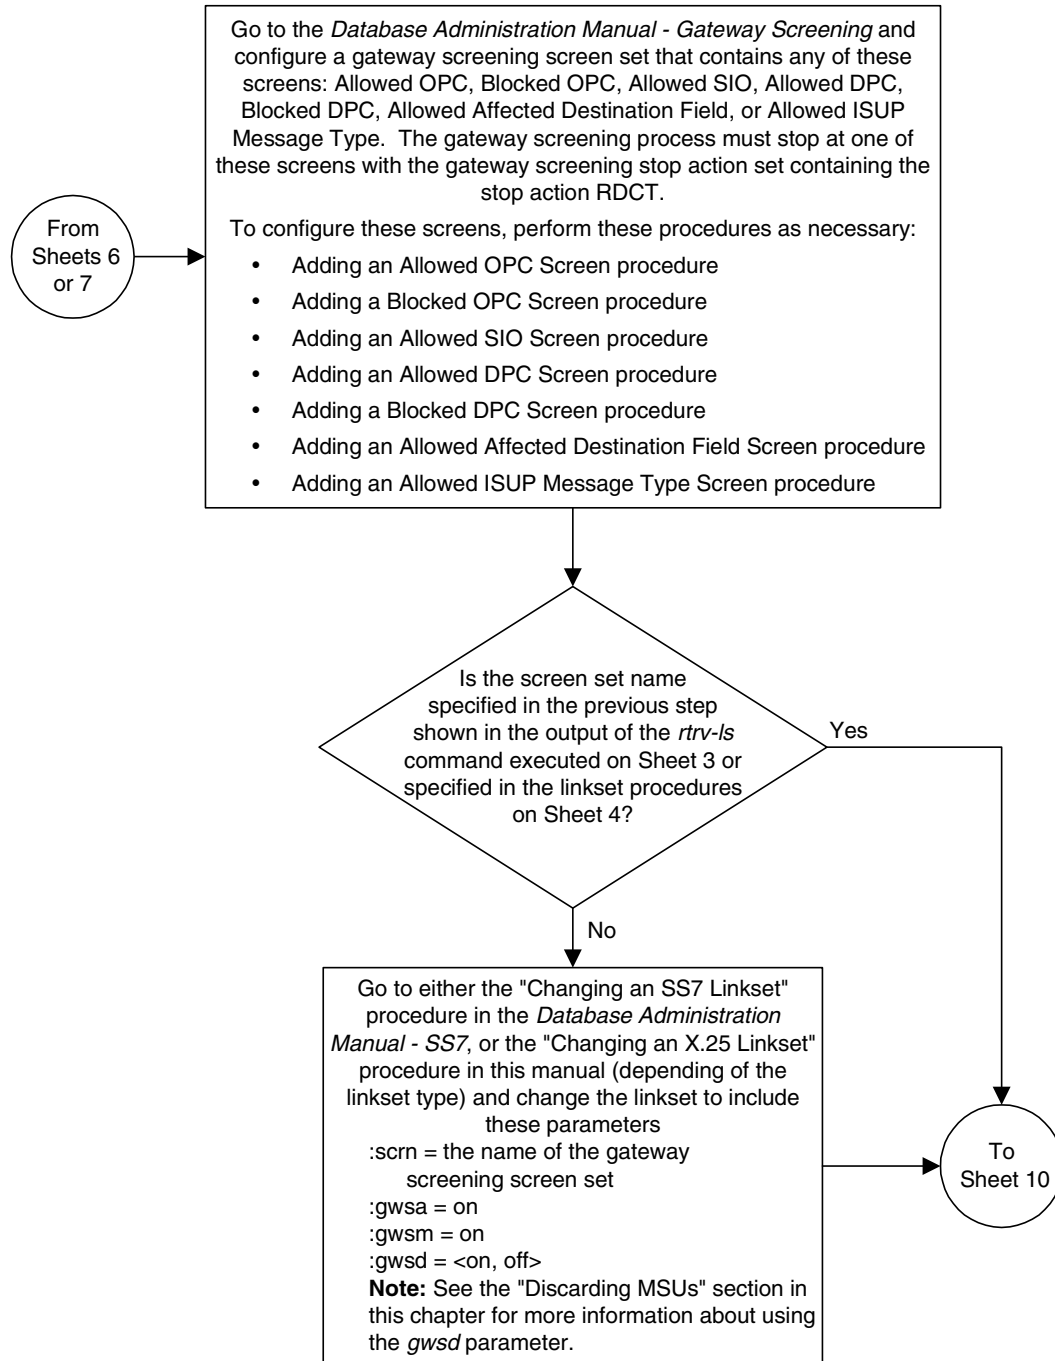 Go to the Database Administration Manual - Gateway Screening and
configure a gateway screening screen set that contains any of these
screens: Allowed OPC, Blocked OPC, Allowed SIO, Allowed DPC,
Blocked DPC, Allowed Affected Destination Field, or Allowed ISUP
Message Type.  The gateway screening process must stop at one of
these screens with the gateway screening stop action set containing the
stop action RDCT.
To configure these screens, perform these procedures as necessary:
• Adding an Allowed OPC Screen procedure
• Adding a Blocked OPC Screen procedure
• Adding an Allowed SIO Screen procedure
• Adding an Allowed DPC Screen procedure
• Adding a Blocked DPC Screen procedure
• Adding an Allowed Affected Destination Field Screen procedure
• Adding an Allowed ISUP Message Type Screen procedure
From
Sheets 6
or 7
Is the screen set name
specified in the previous step
shown in the output of the rtrv-ls
command executed on Sheet 3 or
specified in the linkset procedures
on Sheet 4?
Yes
No
Go to either the "Changing an SS7 Linkset"
procedure in the Database Administration
Manual - SS7, or the "Changing an X.25 Linkset"
procedure in this manual (depending of the
linkset type) and change the linkset to include
these parameters
:scrn = the name of the gateway
screening screen set
:gwsa = on
:gwsm = on
:gwsd = <on, off>
Note: See the "Discarding MSUs" section in
this chapter for more information about using
the gwsd parameter.
To
Sheet 10